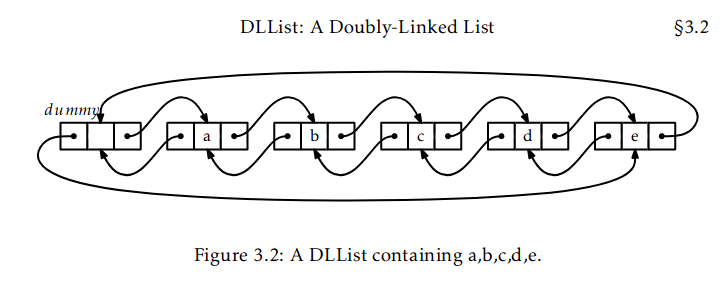 DLList: A Doubly-Linked List §3.2
dummy
a b c d e
Figure 3.2: A DLList containing a,b,c,d,e.